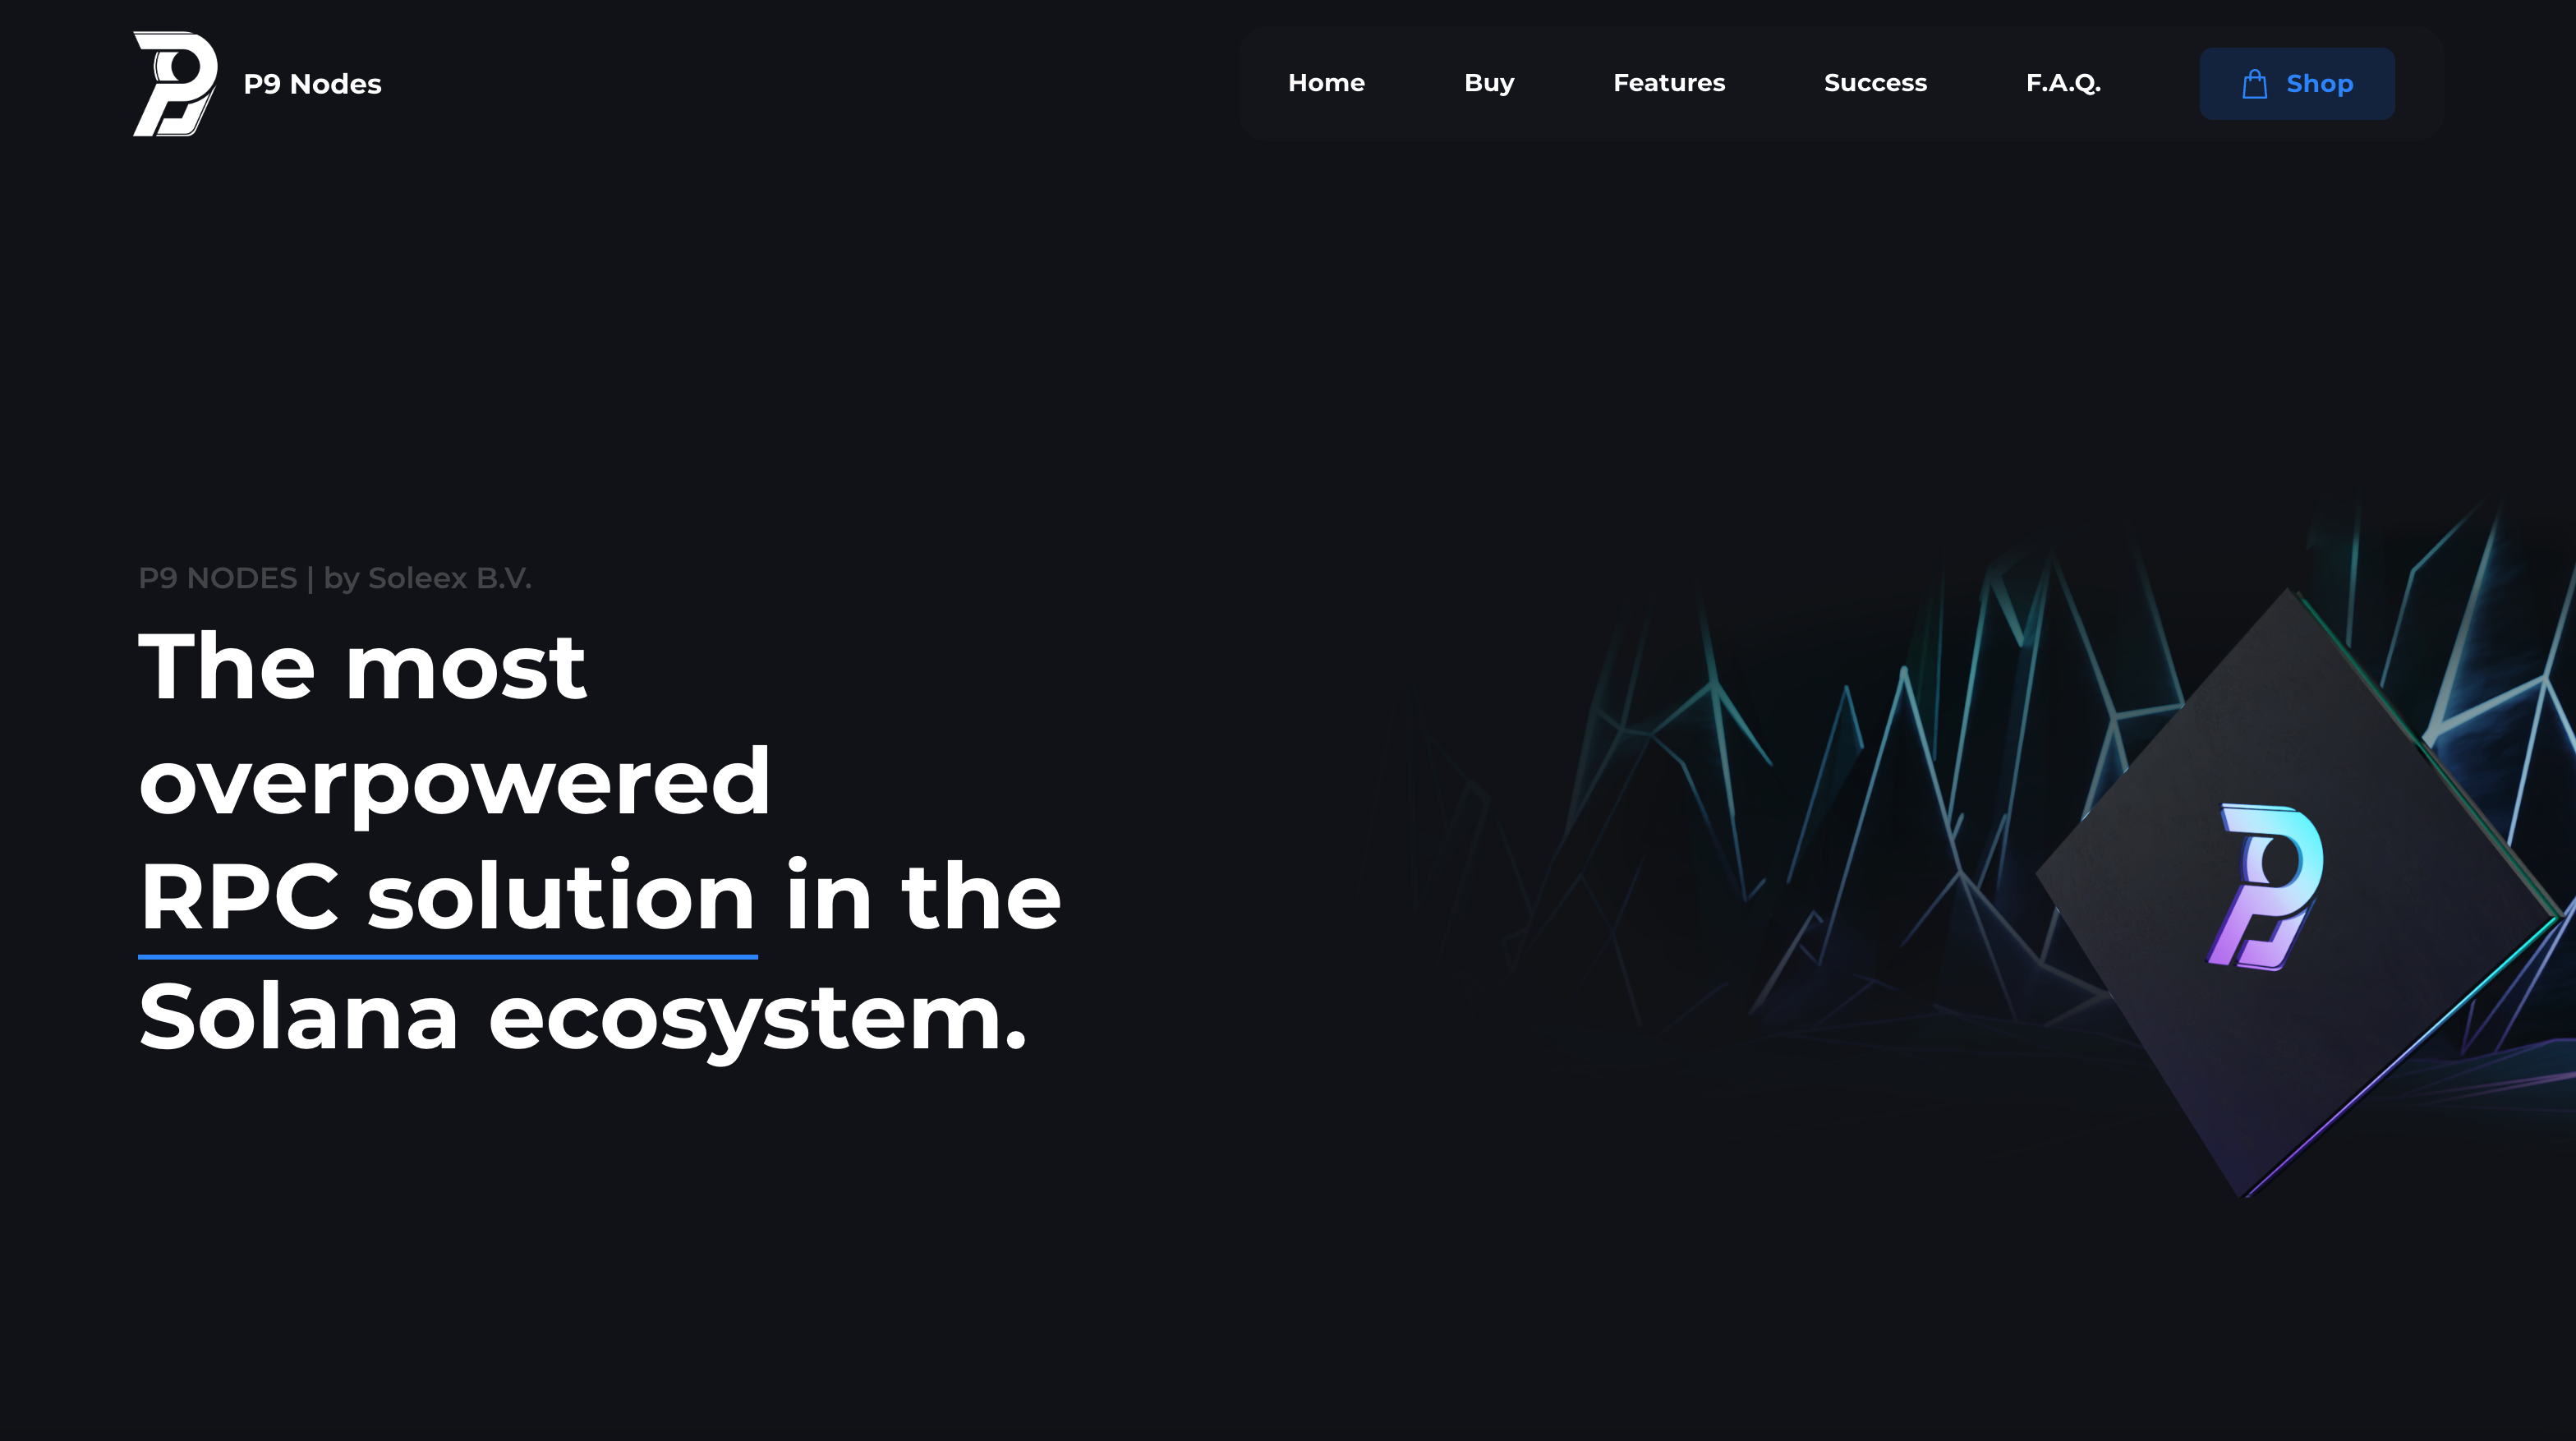 P9 Nodes
Home
Buy
Features
Success
F.A.Q.
Shop
P9 NODES | by Soleex B.V.
The most
overpowered
RPC solution in the
Solana ecosystem.